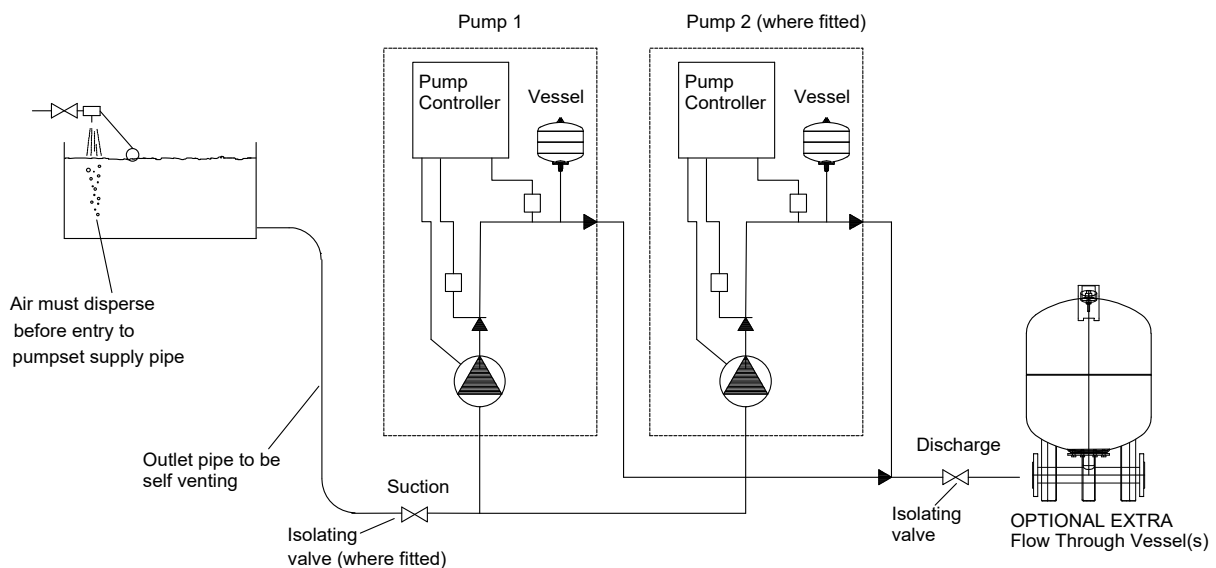 Pump 1
Pump 2 (where fitted)
Pump
Controller
Vessel
Pump
Controller
Vessel
Air must disperse
before entry to
pumpset supply pipe
Outlet pipe to be
self venting
Suction
Isolating
valve (where fitted)
Discharge
Isolating
valve
OPTIONAL EXTRA
Flow Through Vessel(s)